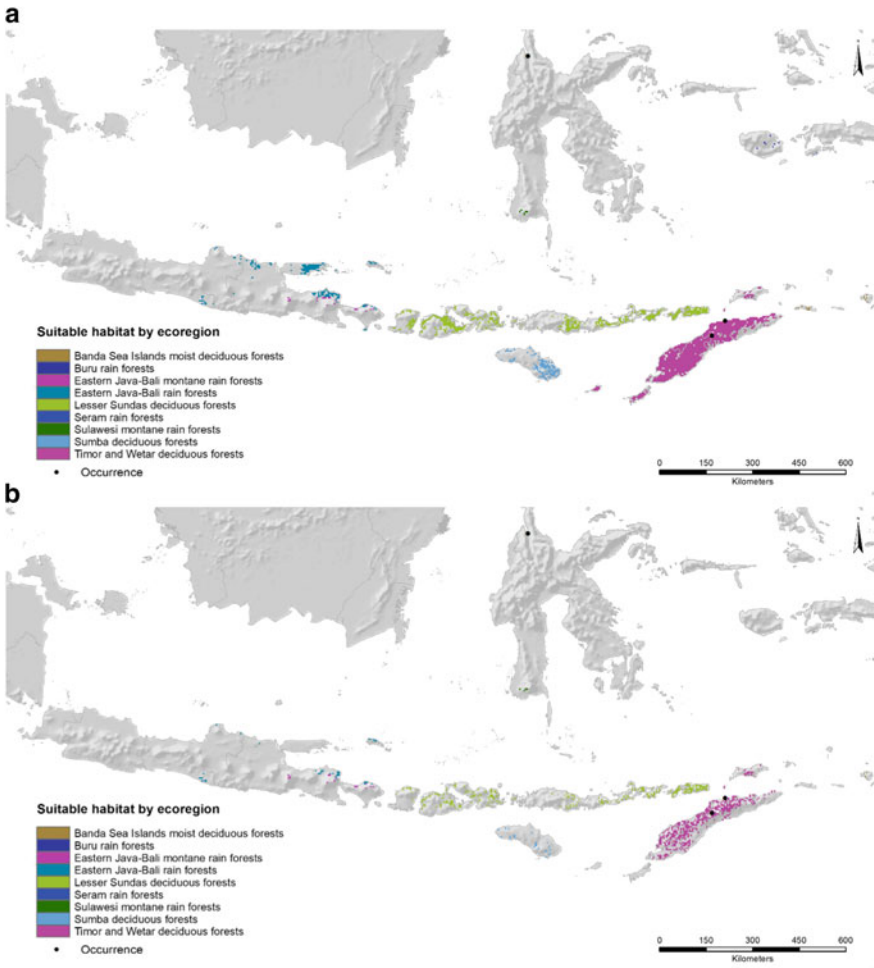 a
Suitable habitat by ecoregion
Banda Sea Islands moist deciduous forests
Buru rain forests
Eastern Java-Bali montane rain forests
Eastern Java-Bali rain forests
Lesser Sundas deciduous forests
Seram rain forests
Sulawesi montane rain forests
Sumba deciduous forests
Timor and Wetar deciduous forests
Occurrence
0 150 300 450 600
Kilometers
b
Suitable habitat by ecoregion
Banda Sea Islands moist deciduous forests
Buru rain forests
Eastern Java-Bali montane rain forests
Eastern Java-Bali rain forests
Lesser Sundas deciduous forests
Seram rain forests
Sulawesi montane rain forests
Sumba deciduous forests
Timor and Wetar deciduous forests
Occurrence
0 150 300 450 600
Kilometers